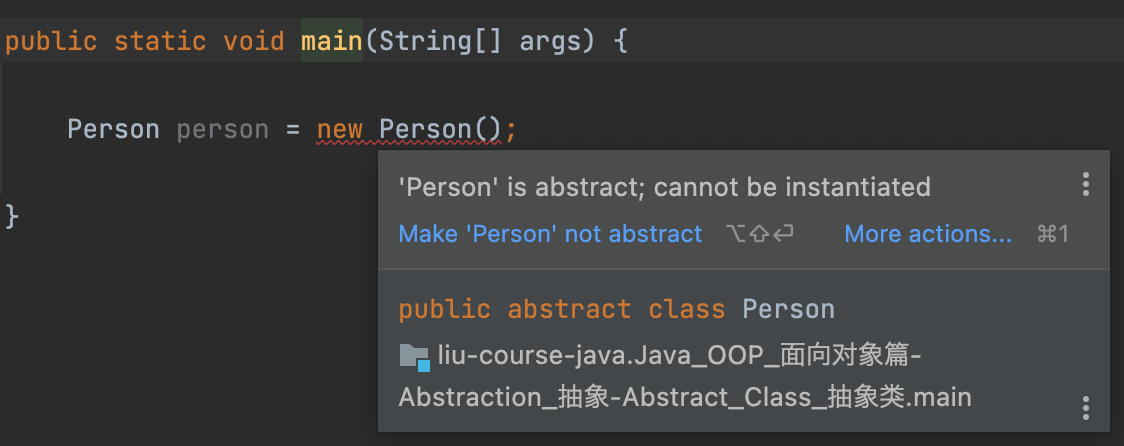 public static void main(String[] args) {
Person person = new Person();
'Person' is abstract; cannot be instantiated
Make 'Person' not abstract ⌥⇧⏎ More actions... ⌘1
}
public abstract class Person
liu-course-java.Java_OOP_面向对象篇-
Abstraction_抽象-Abstract_Class_抽象类.main